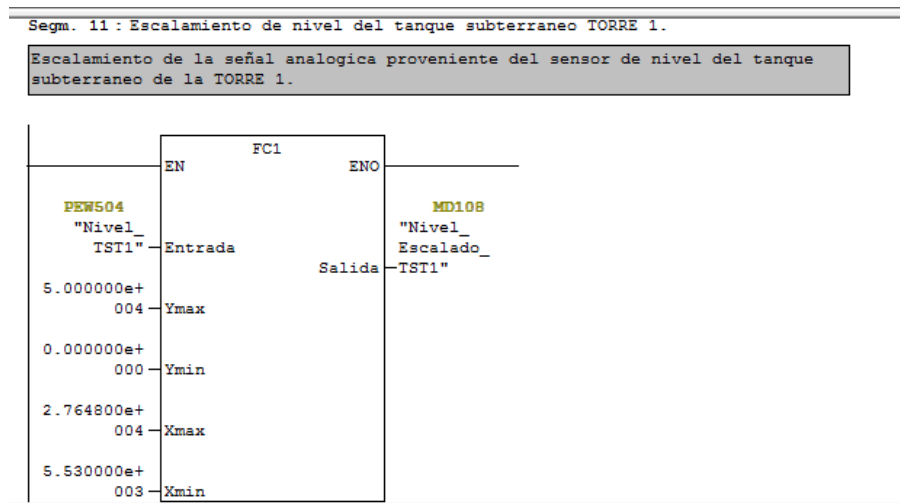 Segm. 11 : Escalamiento de nivel del tanque subterraneo TORRE 1.
Escalamiento de la señal analogica proveniente del sensor de nivel del tanque
subterraneo de la TORRE 1.
FC1
EN ENO
PEW504 MD108
"Nivel_ "Nivel_
TST1" Entrada Escalado_
Salida TST1"
5.000000e+
004 Ymax
0.000000e+
000 Ymin
2.764800e+
004 Xmax
5.530000e+
003 Xmin